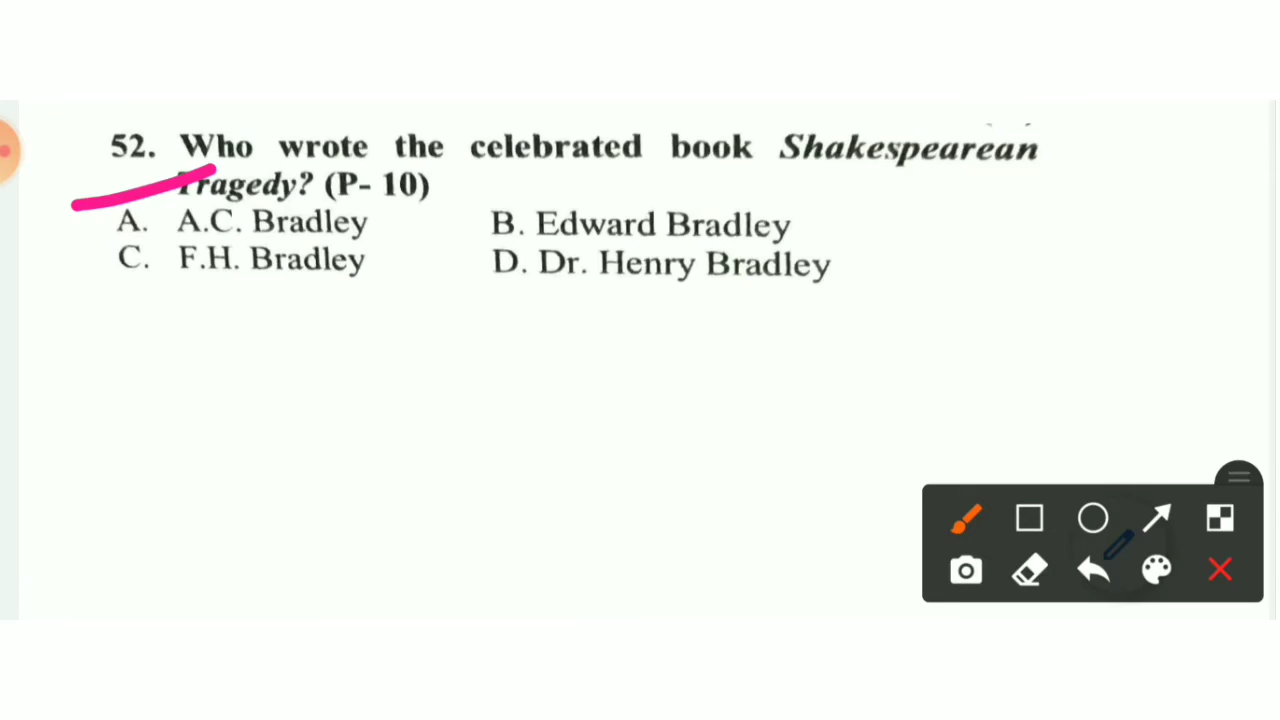 52. Who wrote the celebrated book Shakespearean
Tragedy? (P- 10)
A. A.C. Bradley B. Edward Bradley
C. F.H. Bradley D. Dr. Henry Bradley